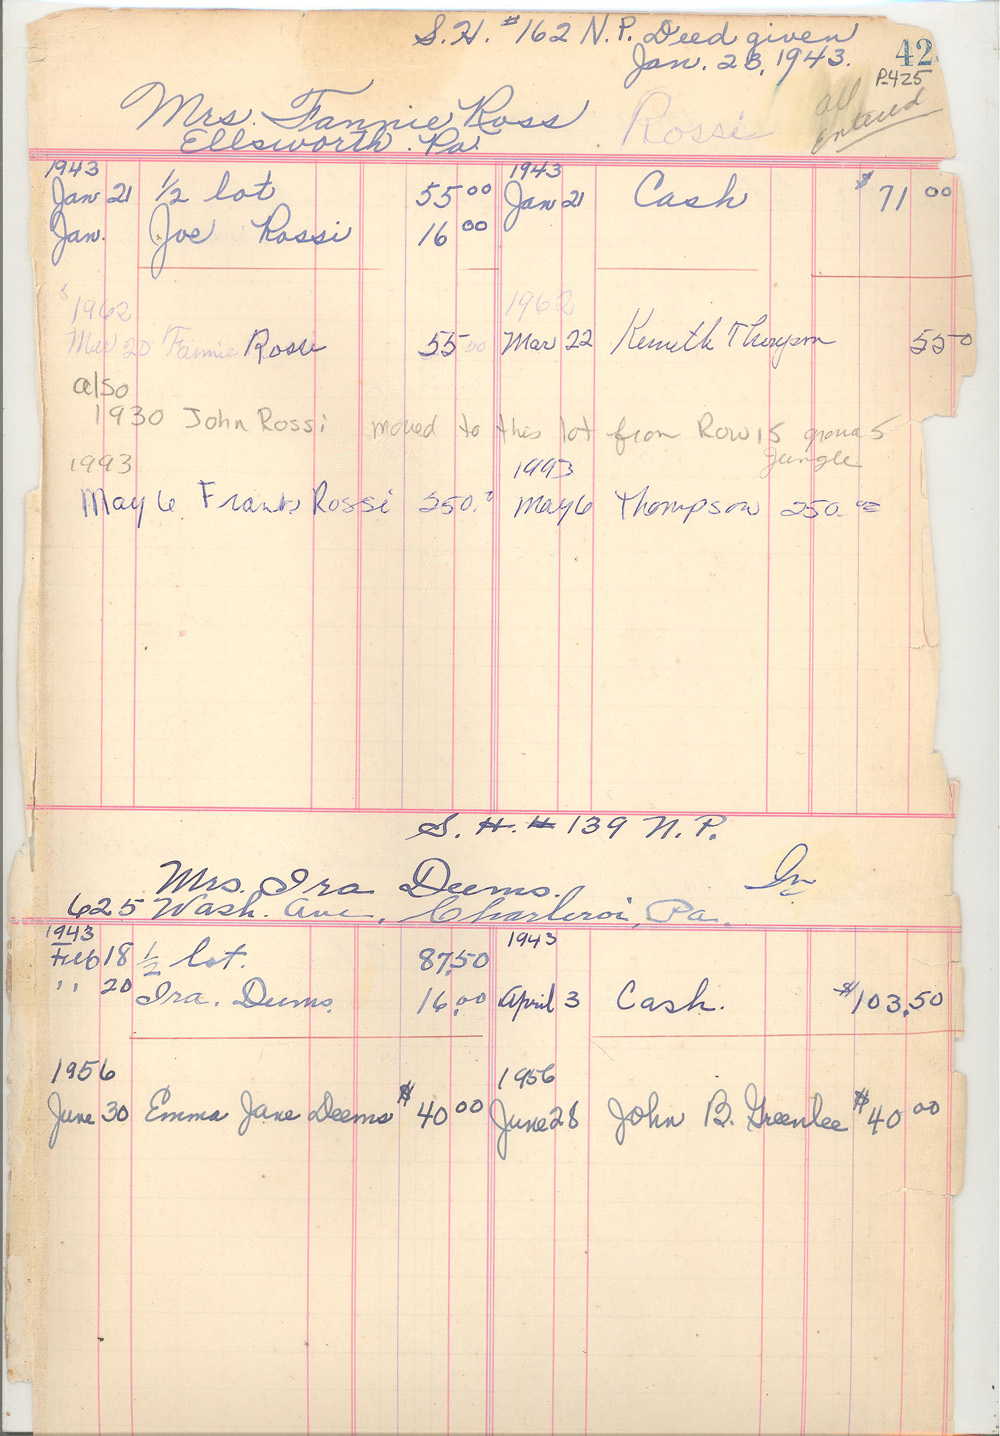 S. H. #162 N.P. Deed given
Jan. 23, 1943.
42
P-425
all
entered
Mrs. Fannie Ross Rossi
Ellsworth. Pa.
1943 1943
Jan 21 1/2 lot 55 00 Jan 21 Cash $71 00
Jan. Joe Rossi 16 00
1962 1962
Mar 20 Fannie Rossi 55 00 Mar 22 Kenneth Thompson 55 0
also
1930 John Rossi moved to this lot from Row 15 grave 5
Jungle
1993 1993
May 6 Frank Rossi 250. May 6 Thompson 250. 00
S. H. # 139 N. P.
Mrs. Ira Deems. In
625 Wash. Ave., Charleroi, Pa.
1943 1943
Feb 18 1/2 lot. 87.50
" 20 Ira. Deems. 16.00 April 3 Cash. $103.50
1956 1956
June 30 Emma Jane Deems $40 00 June 28 John B. Greenlee $40 00